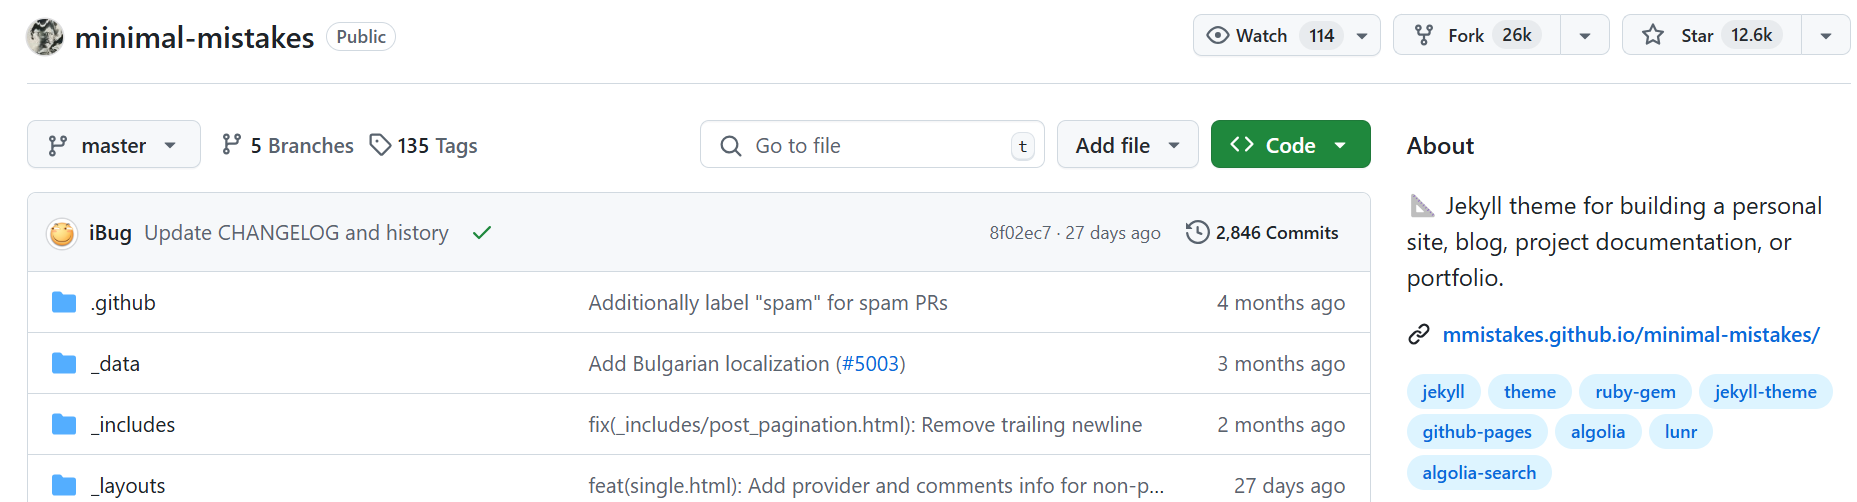 minimal-mistakes Public Watch 114 Fork 26k Star 12.6k
master 5 Branches 135 Tags Go to file t Add file Code
iBug Update CHANGELOG and history 8f02ec7 · 27 days ago 2,846 Commits
.github Additionally label "spam" for spam PRs 4 months ago
_data Add Bulgarian localization (#5003) 3 months ago
_includes fix(_includes/post_pagination.html): Remove trailing newline 2 months ago
_layouts feat(single.html): Add provider and comments info for non-p... 27 days ago
About
Jekyll theme for building a personal
site, blog, project documentation, or
portfolio.
mmistakes.github.io/minimal-mistakes/
jekyll theme ruby-gem jekyll-theme
github-pages algolia lunr
algolia-search